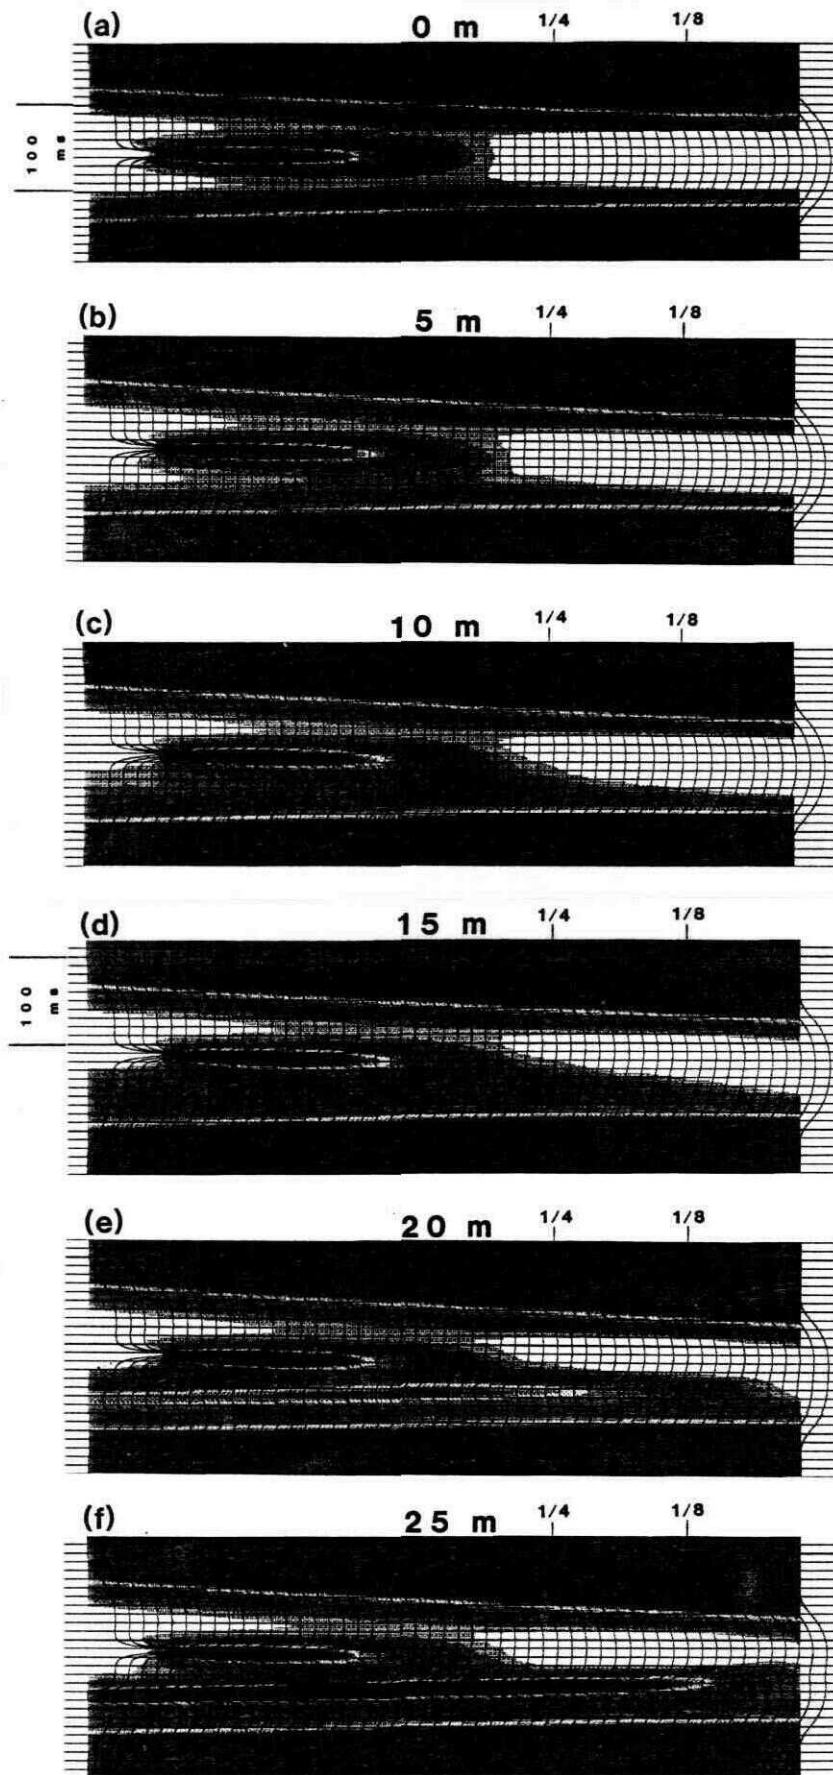 (a) 0 m 1/4 1/8
100 ms
(b) 5 m 1/4 1/8
(c) 10 m 1/4 1/8
(d) 15 m 1/4 1/8
100 ms
(e) 20 m 1/4 1/8
(f) 25 m 1/4 1/8